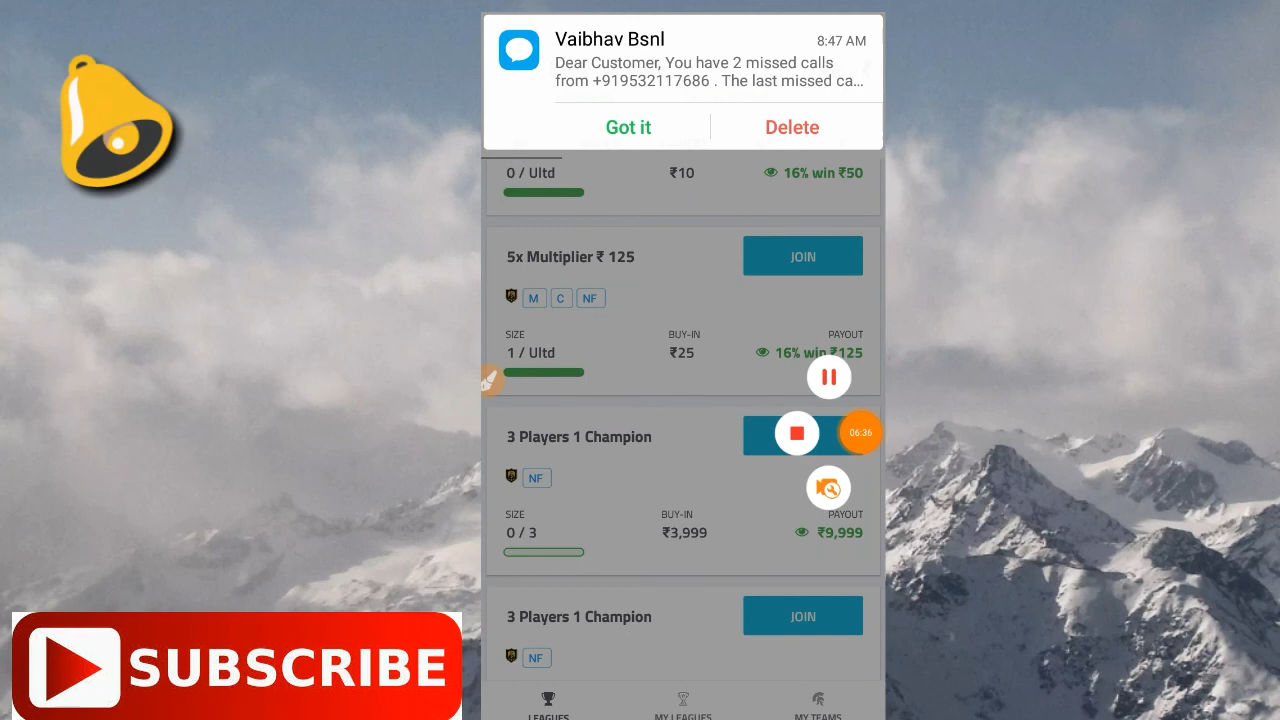 Vaibhav Bsnl
8:47 AM
Dear Customer, You have 2 missed calls
from +919532117686 . The last missed ca...
Got it
Delete
0 / Ultd
₹10
16% win ₹50
5x Multiplier ₹ 125
JOIN
M
C
NF
SIZE
BUY-IN
PAYOUT
1 / Ultd
₹25
16% win ₹125
3 Players 1 Champion
06:36
NF
SIZE
BUY-IN
PAYOUT
0 / 3
₹3,999
₹9,999
3 Players 1 Champion
JOIN
NF
LEAGUES
MY LEAGUES
MY TEAMS
SUBSCRIBE